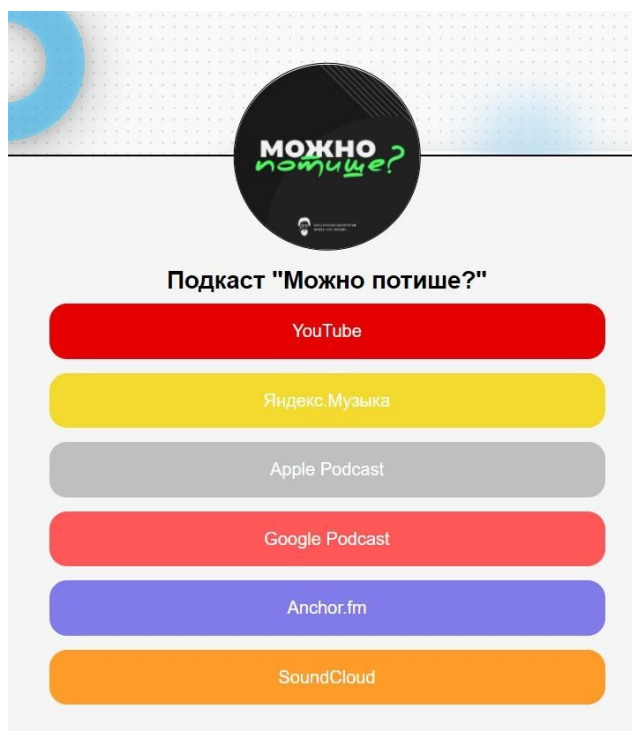 МОЖНО
потише?
Подкаст "Можно потише?"
YouTube
Яндекс.Музыка
Apple Podcast
Google Podcast
Anchor.fm
SoundCloud